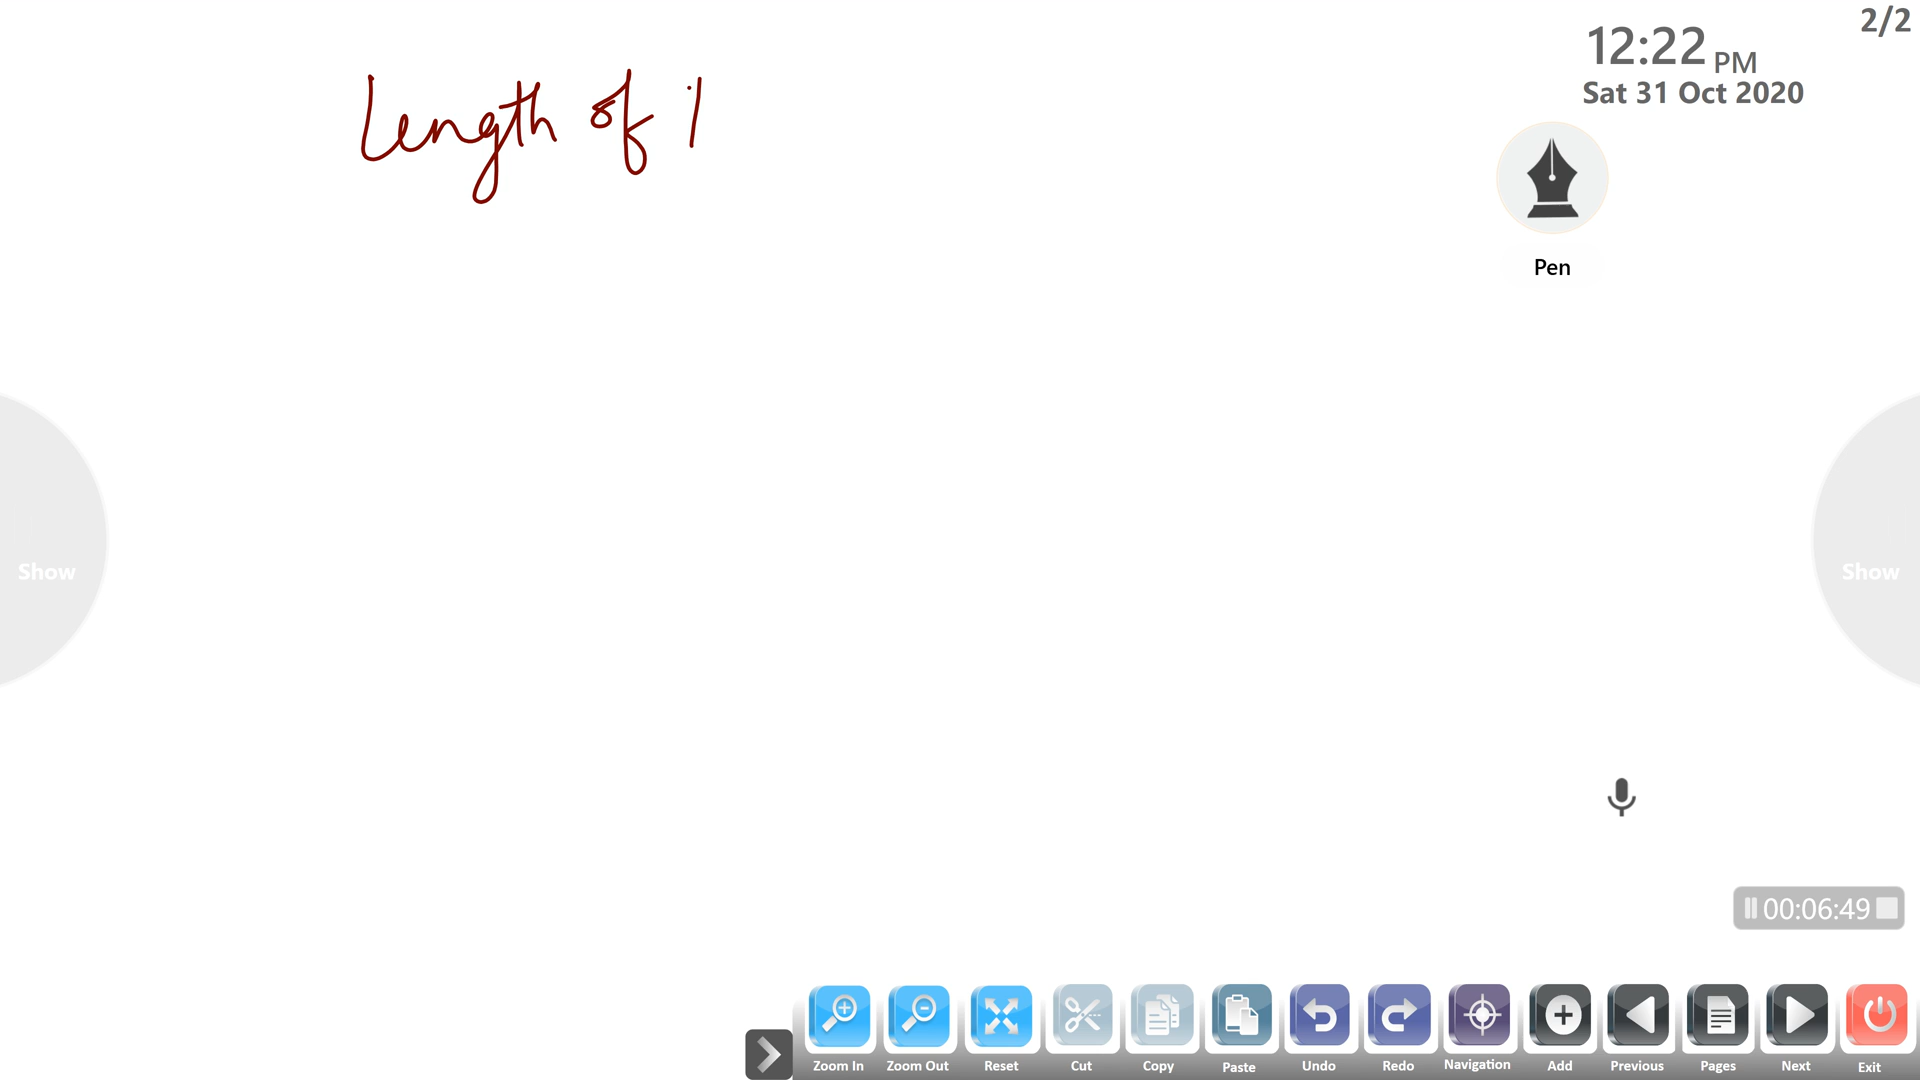 2/2
12:22 PM
Sat 31 Oct 2020
Length of
Pen
Show
Show
00:06:49
Zoom In Zoom Out Reset Cut Copy Paste Undo Redo Navigation Add Previous Pages Next Exit